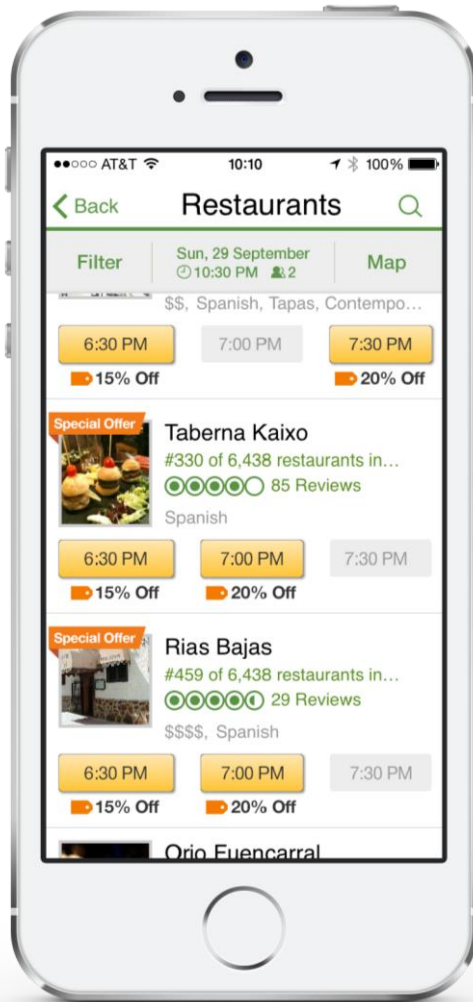 AT&T 10:10 100%
Back Restaurants
Filter Sun, 29 September Map
10:30 PM 2
$$, Spanish, Tapas, Contempo...
6:30 PM 7:00 PM 7:30 PM
15% Off 20% Off
Special Offer
Taberna Kaixo
#330 of 6,438 restaurants in...
85 Reviews
Spanish
6:30 PM 7:00 PM 7:30 PM
15% Off 20% Off
Special Offer
Rias Bajas
#459 of 6,438 restaurants in...
29 Reviews
$$$$, Spanish
6:30 PM 7:00 PM 7:30 PM
15% Off 20% Off
Orio Fuencarral